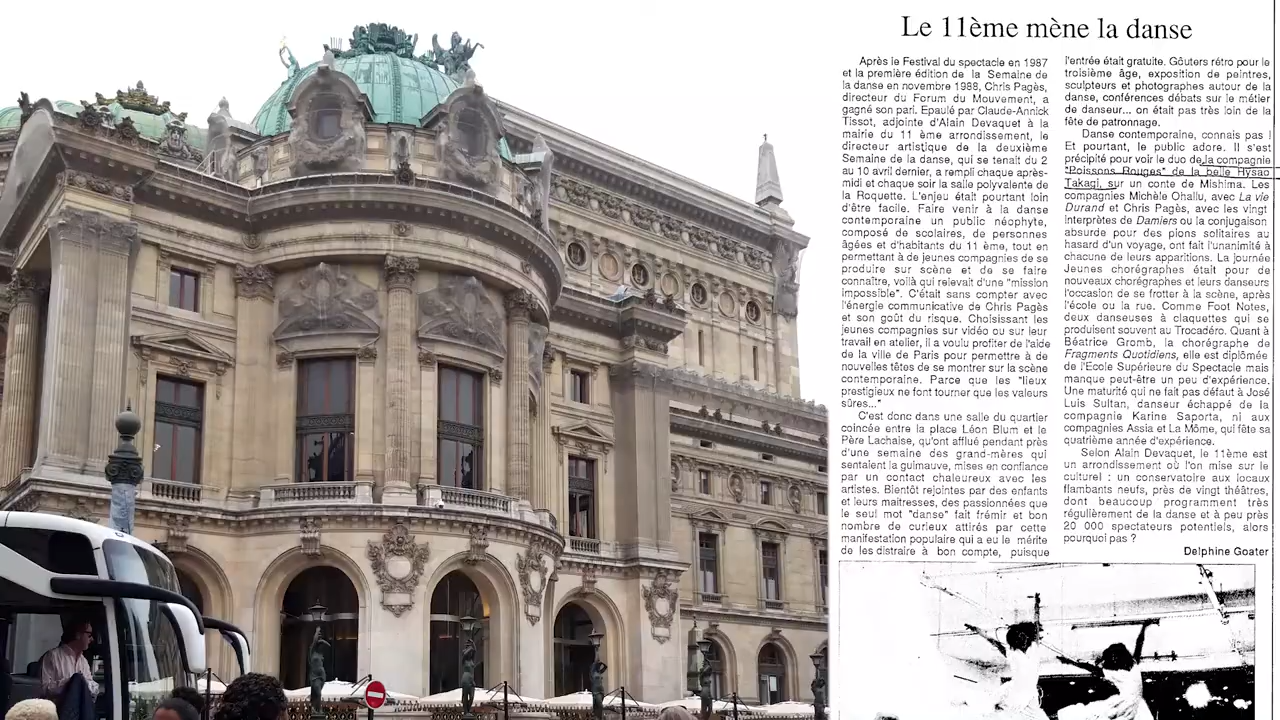 Le 11ème mène la danse
Après le Festival du spectacle en 1987
et la première édition de la Semaine de
la danse en novembre 1988, Chris Pagès,
directeur du Forum du Mouvement, a
gagné son pari. Epaulé par Claude-Annick
Tissot, adjointe d'Alain Devaquet à la
mairie du 11 ème arrondissement, le
directeur artistique de la deuxième
Semaine de la danse, qui se tenait du 2
au 10 avril dernier, a rempli chaque après-
midi et chaque soir la salle polyvalente de
la Roquette. L'enjeu était pourtant loin
d'être facile. Faire venir à la danse
contemporaine un public néophyte,
composé de scolaires, de personnes
âgées et d'habitants du 11 ème, tout en
permettant à de jeunes compagnies de se
produire sur scène et de se faire
connaître, voilà qui relevait d'une "mission
impossible". C'était sans compter avec
l'énergie communicative de Chris Pagès
et son goût du risque. Choisissant les
jeunes compagnies sur vidéo ou sur leur
travail en atelier, il a voulu profiter de l'aide
de la ville de Paris pour permettre à de
nouvelles têtes de se montrer sur la scène
contemporaine. Parce que les "lieux
prestigieux ne font tourner que les valeurs
sûres..."
C'est donc dans une salle du quartier
coincée entre la place Léon Blum et le
Père Lachaise, qu'ont afflué pendant près
d'une semaine des grand-mères qui
sentaient la guimauve, mises en confiance
par un contact chaleureux avec les
artistes. Bientôt rejointes par des enfants
et leurs maitresses, des passionnées que
le seul mot "danse" fait frémir et bon
nombre de curieux attirés par cette
manifestation populaire qui a eu le mérite
de les distraire à bon compte, puisque
l'entrée était gratuite. Goûters rétro pour le
troisième âge, exposition de peintres,
sculpteurs et photographes autour de la
danse, conférences débats sur le métier
de danseur... on était pas très loin de la
fête de patronnage.
Danse contemporaine, connais pas !
Et pourtant, le public adore. Il s'est
précipité pour voir le duo de la compagnie
"Poissons Rouges" de la belle Hysao
Takagi, sur un conte de Mishima. Les
compagnies Michèle Ohallu, avec La vie
Durand et Chris Pagès, avec les vingt
interprètes de Damiers ou la conjugaison
absurde pour des pions solitaires au
hasard d'un voyage, ont fait l'unanimité à
chacune de leurs apparitions. La journée
Jeunes chorégraphes était pour de
nouveaux chorégraphes et leurs danseurs
l'occasion de se frotter à la scène, après
l'école ou la rue. Comme Foot Notes,
deux danseuses à claquettes qui se
produisent souvent au Trocadéro. Quant à
Béatrice Gromb, la chorégraphe de
Fragments Quotidiens, elle est diplômée
de l'Ecole Supérieure du Spectacle mais
manque peut-être un peu d'expérience.
Une maturité qui ne fait pas défaut à José
Luis Sultan, danseur échappé de la
compagnie Karine Saporta, ni aux
compagnies Assia et La Môme, qui fête sa
quatrième année d'expérience.
Selon Alain Devaquet, le 11ème est
un arrondissement où l'on mise sur le
culturel : un conservatoire aux locaux
flambants neufs, près de vingt théâtres,
dont beaucoup programment très
régulièrement de la danse et à peu près
20 000 spectateurs potentiels, alors
pourquoi pas ?
Delphine Goater